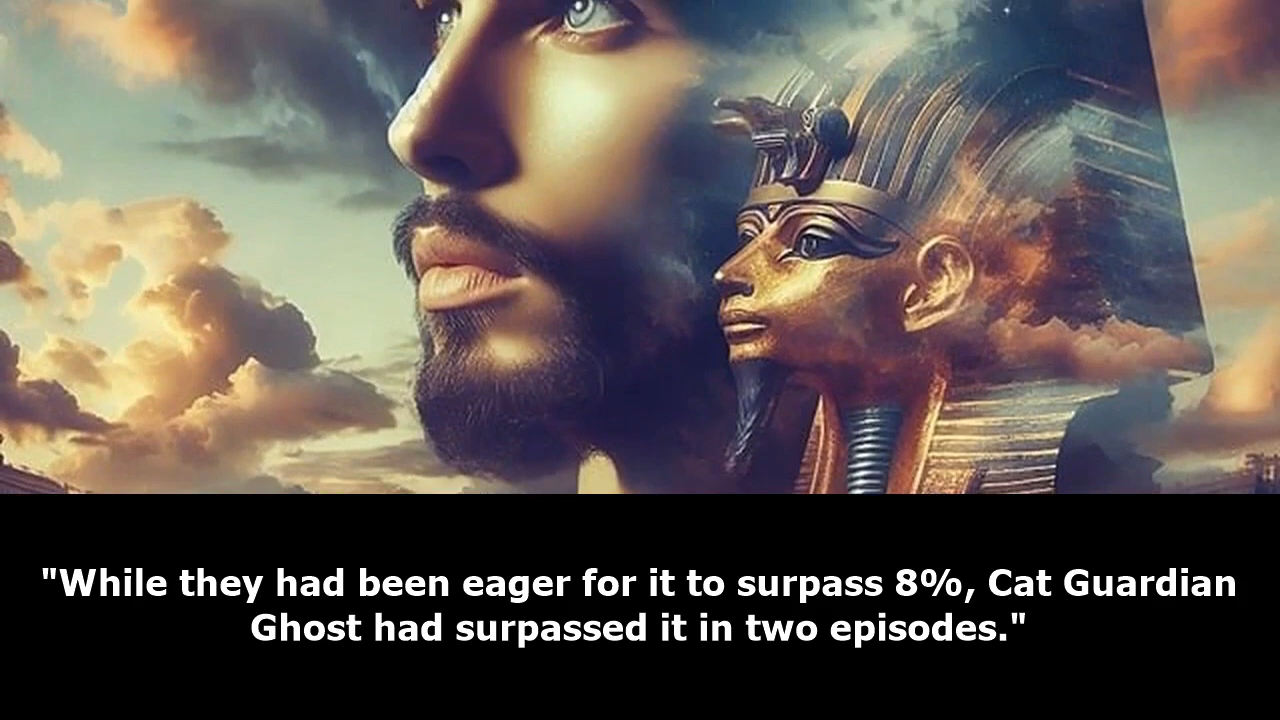 "While they had been eager for it to surpass 8%, Cat Guardian
Ghost had surpassed it in two episodes."